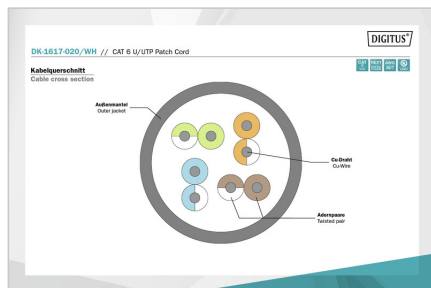 DIGITUS®
DK-1617-020/WH // CAT 6 U/UTP Patch Cord
Kabelquerschnitt
Cable cross section
Außenmantel
Outer jacket
Cu-Draht
Cu-Wire
Adernpaare
Twisted pair